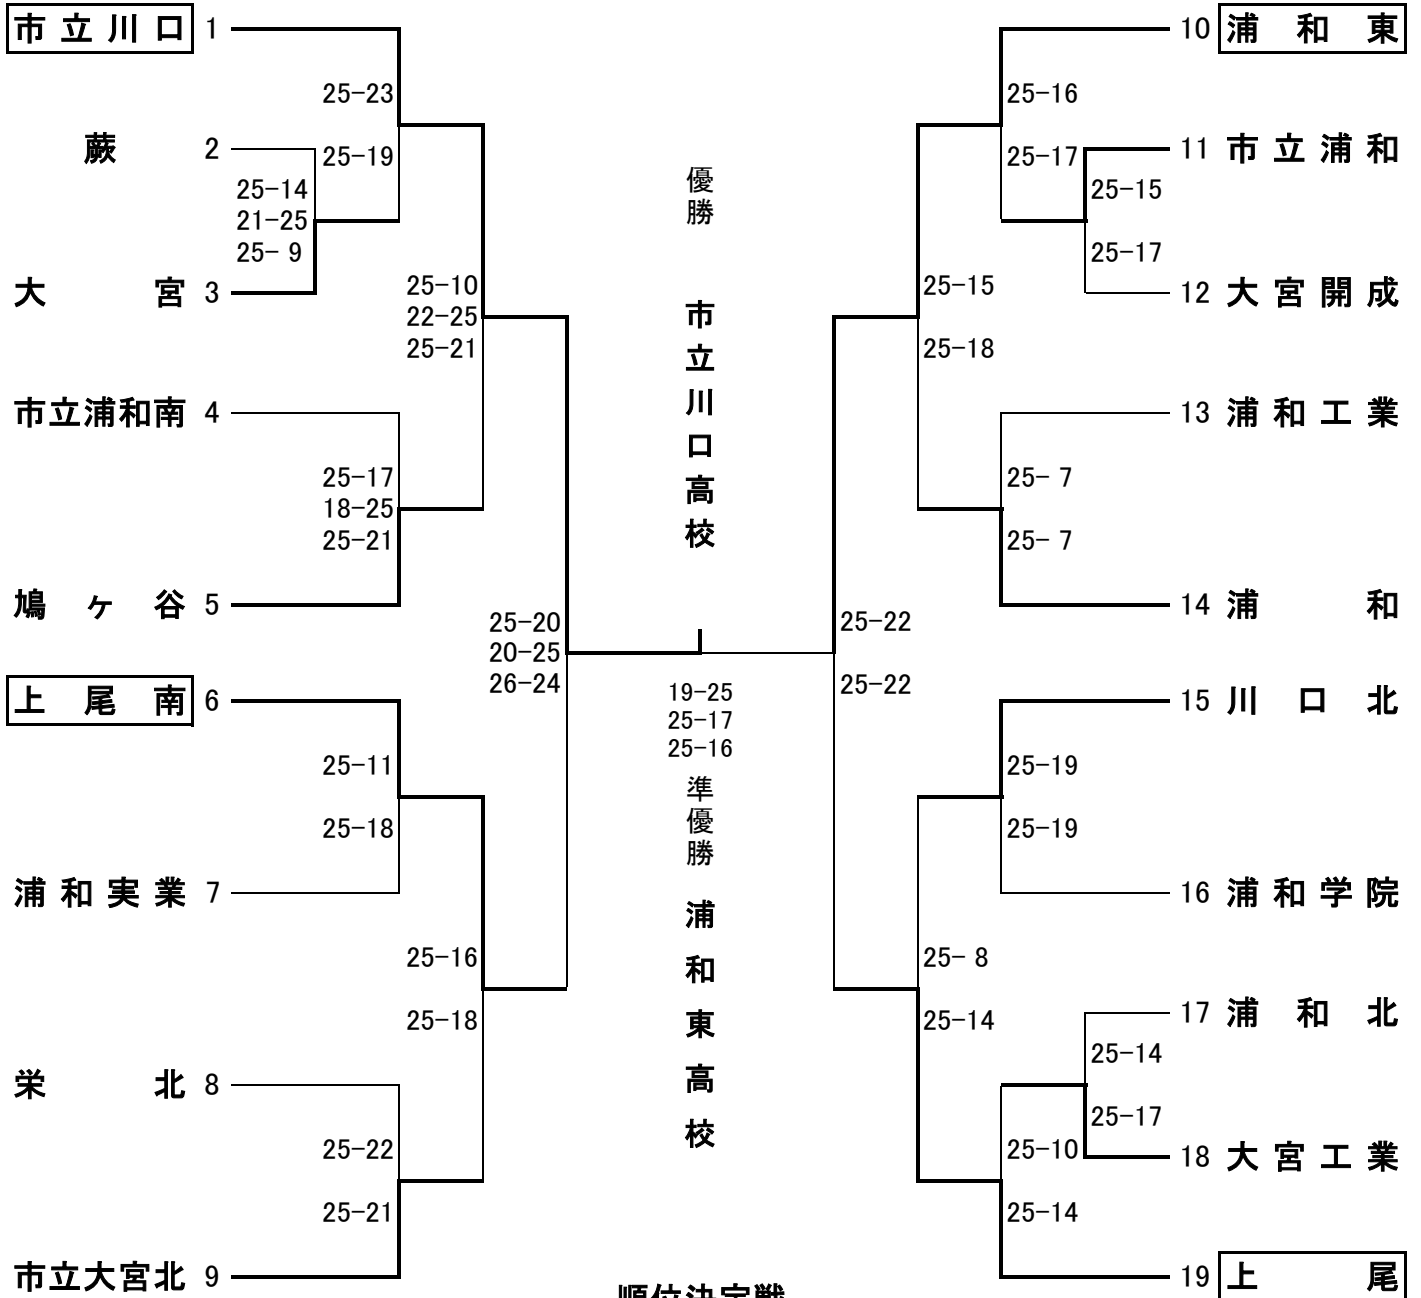 市立川口 1
25-23
25-19
蕨 2
25-14
21-25
25- 9
大宮 3
25-10
22-25
25-21
市立浦和南 4
25-17
18-25
25-21
鳩ヶ谷 5
25-20
20-25
26-24
上尾南 6
25-11
25-18
浦和実業 7
25-16
25-18
栄北 8
25-22
25-21
市立大宮北 9
優勝
市立川口高校
19-25
25-17
25-16
準優勝
浦和東高校
10 浦和東
25-16
25-17
11 市立浦和
25-15
25-17
12 大宮開成
25-15
25-18
13 浦和工業
25- 7
25- 7
14 浦和
25-22
25-22
15 川口北
25-19
25-19
16 浦和学院
25- 8
25-14
17 浦和北
25-14
25-17
18 大宮工業
25-10
25-14
19 上尾
順位決定戦